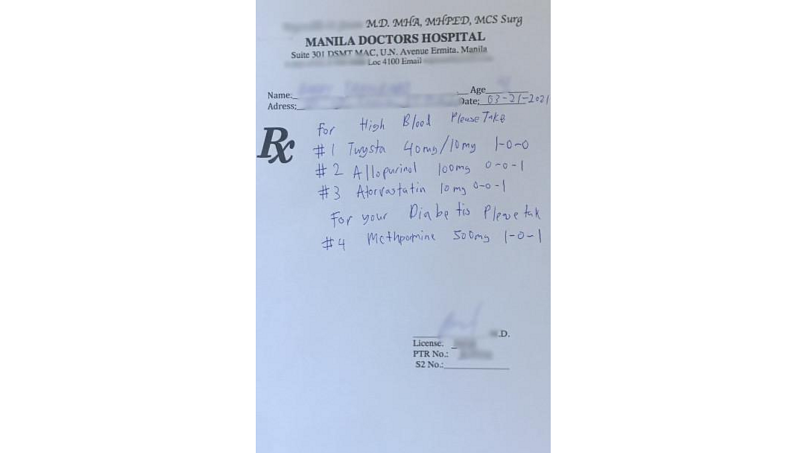 M.D. MHA, MHPED, MCS Surg
MANILA DOCTORS HOSPITAL
Suite 301 DSMT MAC, U.N. Avenue Ermita, Manila
Loc 4100 Email
Name:
Age
Adress:
Date: 03-21-2021
Rx
For High Blood Please Take
#1 Twysta 40mg/10mg 1-0-0
#2 Allopurinol 100mg 0-0-1
#3 Atorvastatin 10mg 0-0-1
For your Diabetis Please tak
#4 Methpormine 500mg 1-0-1
M.D.
License.
PTR No.:
S2 No.: